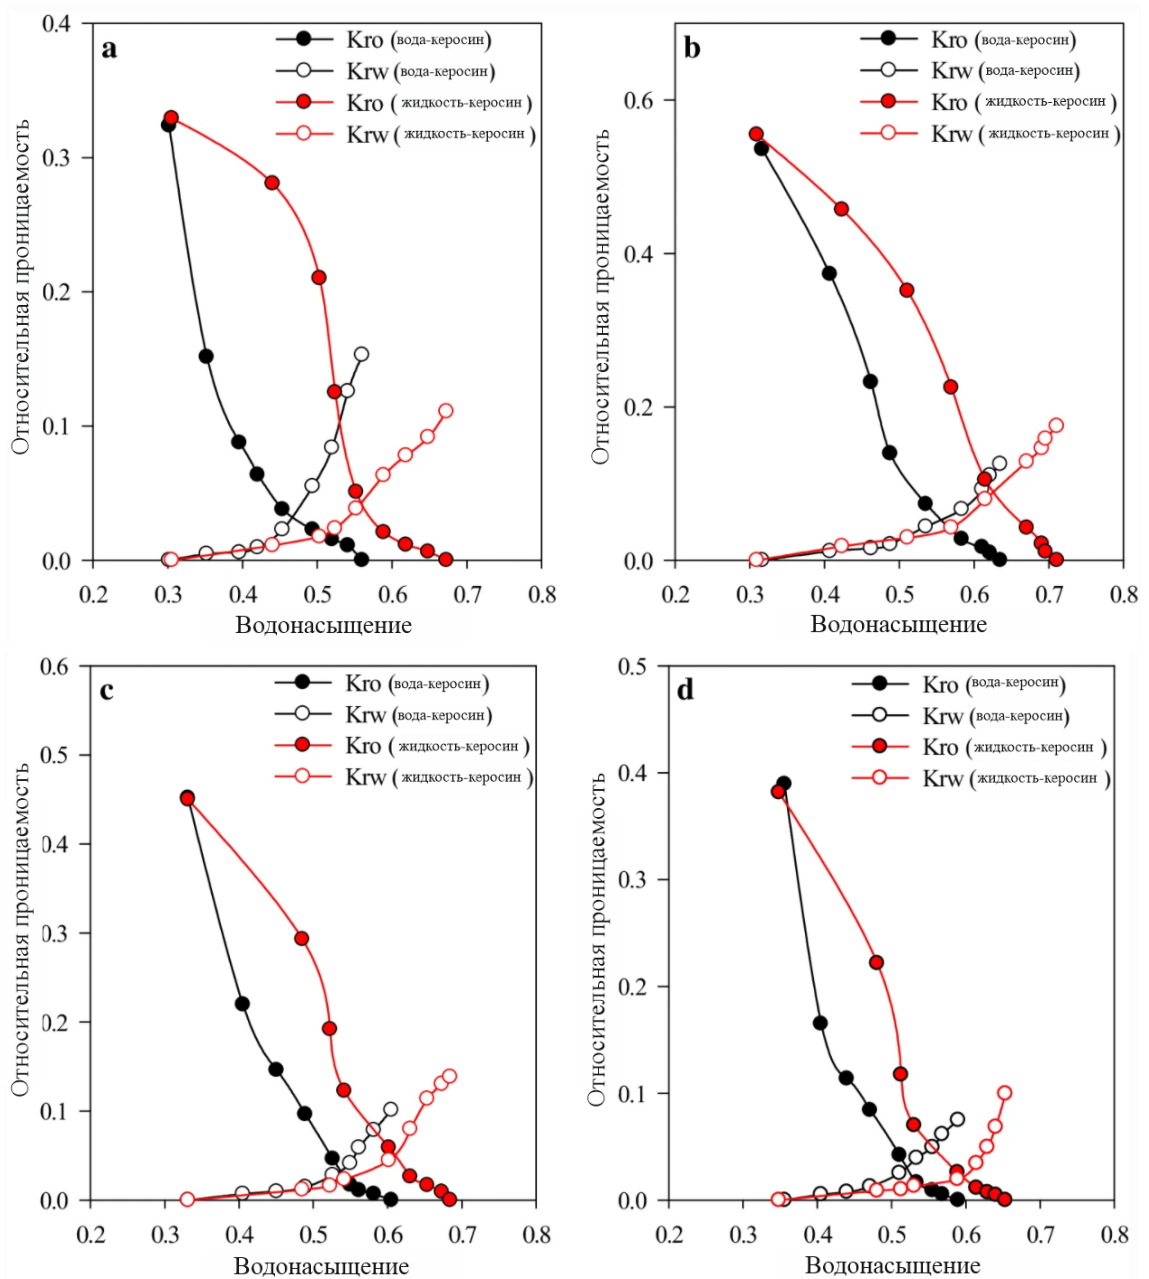 a
Kro (вода-керосин)
Krw (вода-керосин)
Kro ( жидкость-керосин )
Krw ( жидкость-керосин )
0.4
0.3
0.2
0.1
0.0
Относительная проницаемость
0.2 0.3 0.4 0.5 0.6 0.7 0.8
Водонасыщение
b
Kro (вода-керосин)
Krw (вода-керосин)
Kro ( жидкость-керосин )
Krw ( жидкость-керосин )
0.6
0.4
0.2
0.0
Относительная проницаемость
0.2 0.3 0.4 0.5 0.6 0.7 0.8
Водонасыщение
c
Kro (вода-керосин)
Krw (вода-керосин)
Kro ( жидкость-керосин )
Krw ( жидкость-керосин )
0.6
0.5
0.4
0.3
0.2
0.1
0.0
Относительная проницаемость
0.2 0.3 0.4 0.5 0.6 0.7 0.8
Водонасыщение
d
Kro (вода-керосин)
Krw (вода-керосин)
Kro ( жидкость-керосин )
Krw ( жидкость-керосин )
0.5
0.4
0.3
0.2
0.1
0.0
Относительная проницаемость
0.2 0.3 0.4 0.5 0.6 0.7 0.8
Водонасыщение